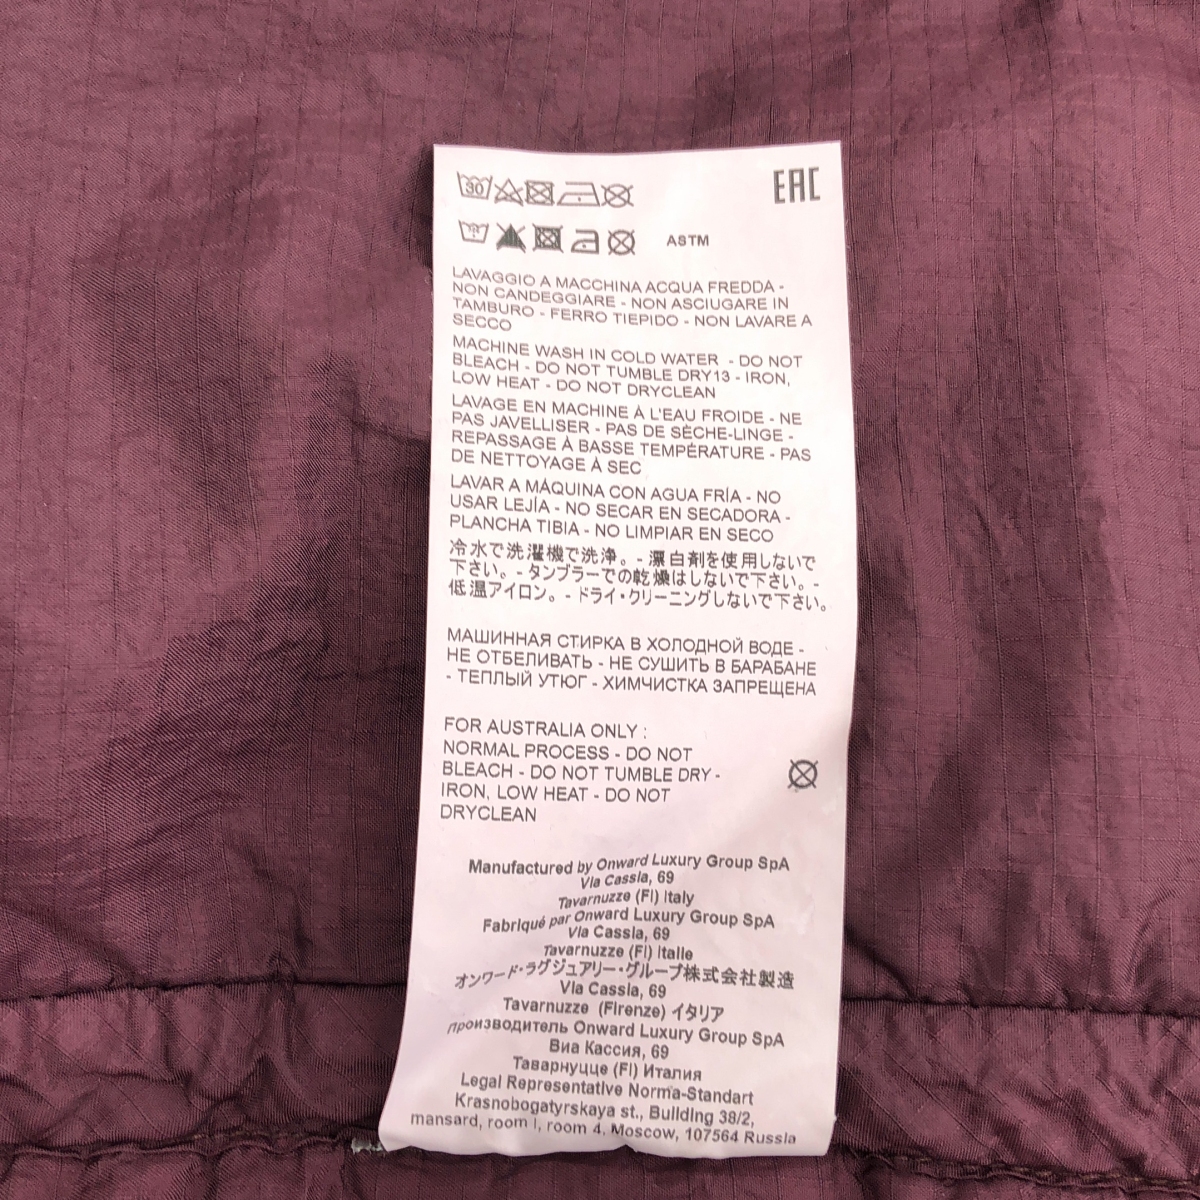 30 EAC
ASTM
LAVAGGIO A MACCHINA ACQUA FREDDA -
NON CANDEGGIARE - NON ASCIUGARE IN
TAMBURO - FERRO TIEPIDO - NON LAVARE A
SECCO
MACHINE WASH IN COLD WATER - DO NOT
BLEACH - DO NOT TUMBLE DRY13 - IRON,
LOW HEAT - DO NOT DRYCLEAN
LAVAGE EN MACHINE À L'EAU FROIDE - NE
PAS JAVELLISER - PAS DE SÈCHE-LINGE -
REPASSAGE À BASSE TEMPÉRATURE - PAS
DE NETTOYAGE À SEC
LAVAR A MÁQUINA CON AGUA FRÍA - NO
USAR LEJÍA - NO SECAR EN SECADORA -
PLANCHA TIBIA - NO LIMPIAR EN SECO
冷水で洗濯機で洗浄。- 漂白剤を使用しないで
下さい。- タンブラーでの乾燥はしないで下さい。-
低温アイロン。- ドライ・クリーニングしないで下さい。
МАШИННАЯ СТИРКА В ХОЛОДНОЙ ВОДЕ -
НЕ ОТБЕЛИВАТЬ - НЕ СУШИТЬ В БАРАБАНЕ
- ТЕПЛЫЙ УТЮГ - ХИМЧИСТКА ЗАПРЕЩЕНА
FOR AUSTRALIA ONLY :
NORMAL PROCESS - DO NOT
BLEACH - DO NOT TUMBLE DRY -
IRON, LOW HEAT - DO NOT
DRYCLEAN
Manufactured by Onward Luxury Group SpA
Via Cassia, 69
Tavarnuzze (FI) Italy
Fabriqué par Onward Luxury Group SpA
Via Cassia, 69
Tavarnuzze (FI) Italie
オンワード・ラグジュアリー・グループ株式会社製造
Via Cassia, 69
Tavarnuzze (Firenze) イタリア
Производитель Onward Luxury Group SpA
Виа Кассия, 69
Таварнуцце (FI) Италия
Legal Representative Norma-Standart
Krasnobogatyrskaya st., Building 38/2,
mansard, room I, room 4, Moscow, 107564 Russia